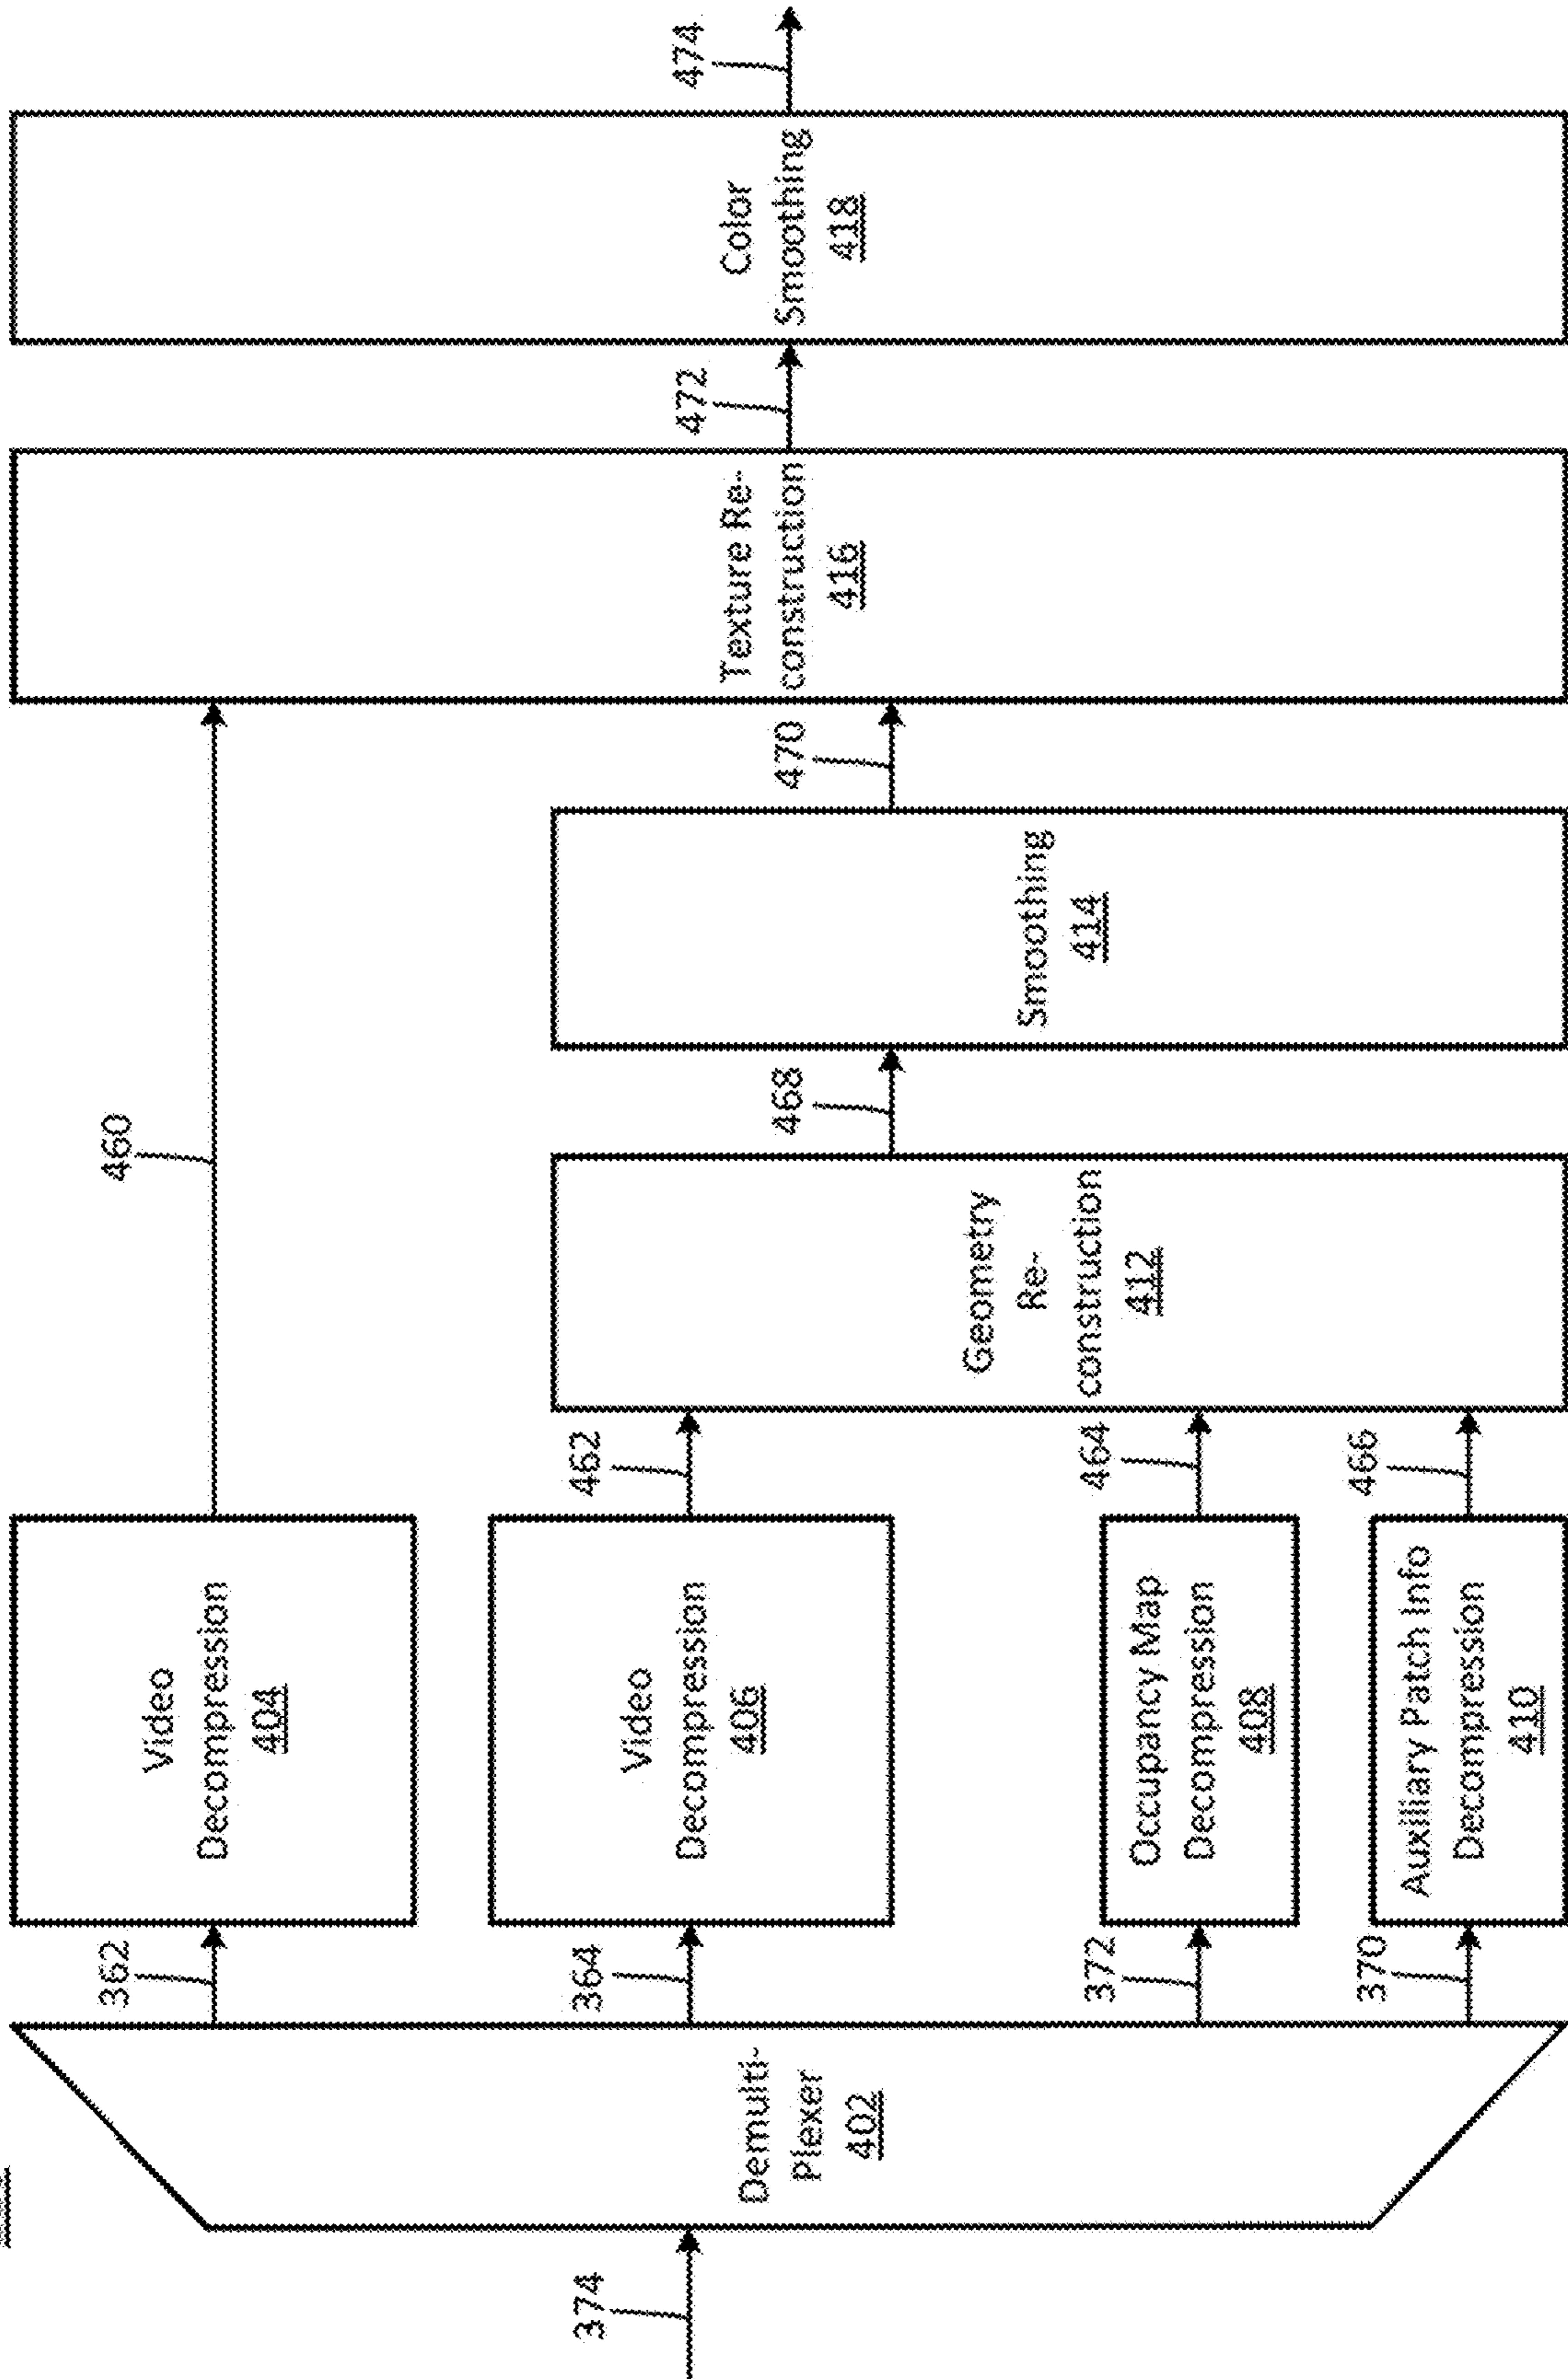 374
Demulti-
Plexer
402
362
364
372
370
Video
Decompression
404
Video
Decompression
406
Occupancy Map
Decompression
408
Auxiliary Patch Info
Decompression
410
460
462
464
466
Geometry
Re-
construction
412
468
Smoothing
414
470
Texture Re-
construction
416
472
Color
Smoothing
418
474